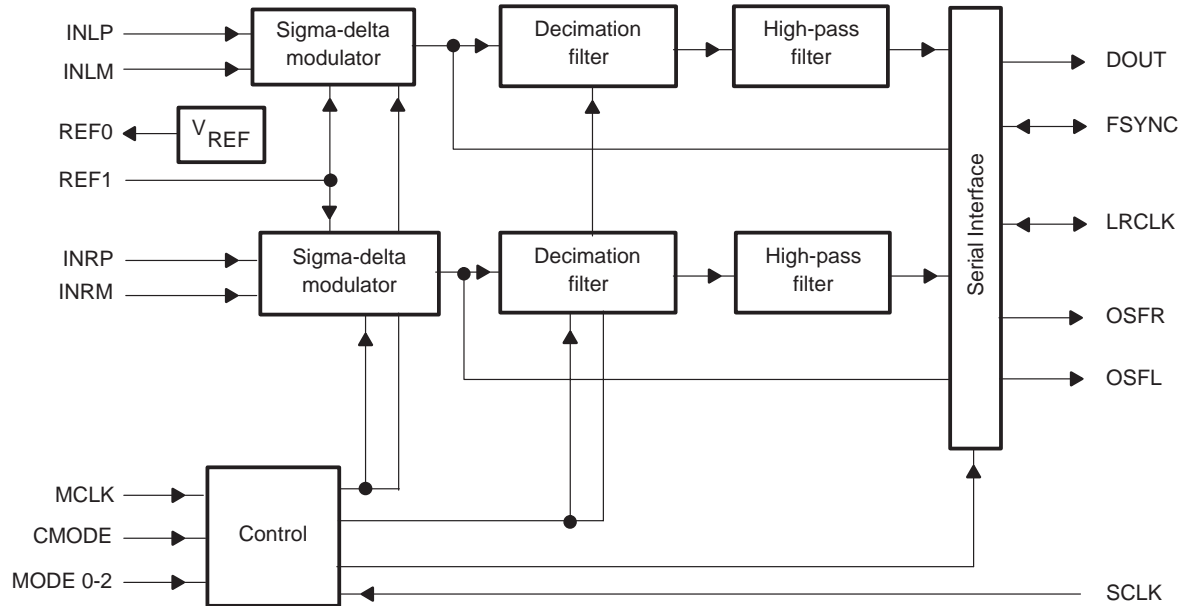 INLP
INLM
Sigma-delta
modulator
Decimation
filter
High-pass
filter
DOUT
REF0
VREF
FSYNC
REF1
Serial Interface
LRCLK
INRP
INRM
Sigma-delta
modulator
Decimation
filter
High-pass
filter
OSFR
OSFL
MCLK
CMODE
MODE 0-2
Control
SCLK